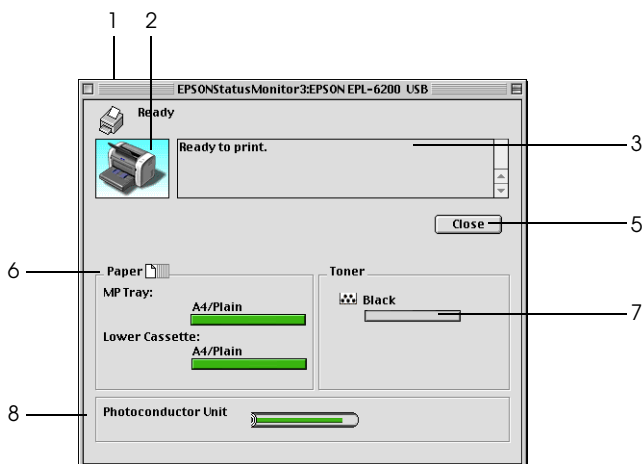 1 2
EPSONStatusMonitor3:EPSON EPL-6200 USB
Ready
Ready to print.
3
Close
5
6
Paper
Toner
MP Tray:
A4/Plain
Black
7
Lower Cassette:
A4/Plain
8
Photoconductor Unit